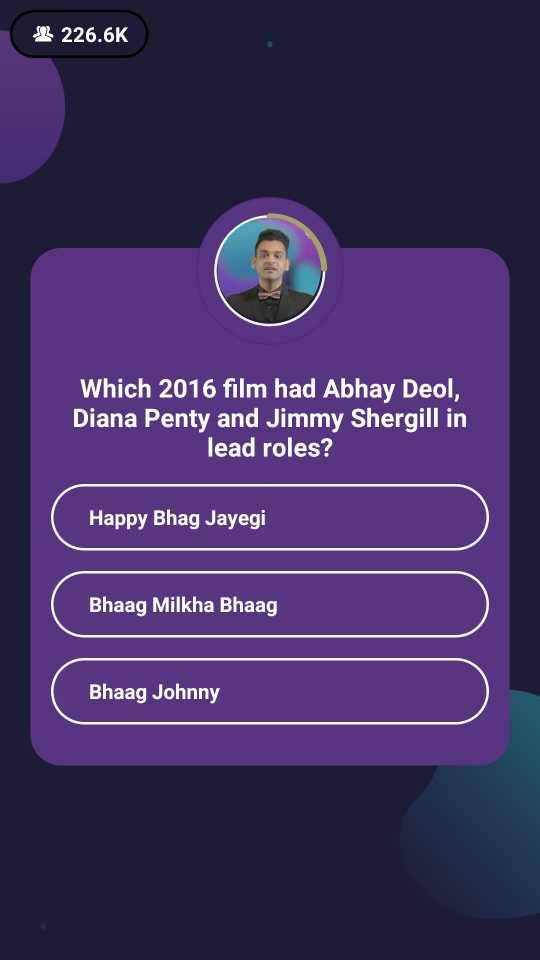 226.6K
Which 2016 film had Abhay Deol,
Diana Penty and Jimmy Shergill in
lead roles?
Happy Bhag Jayegi
Bhaag Milkha Bhaag
Bhaag Johnny